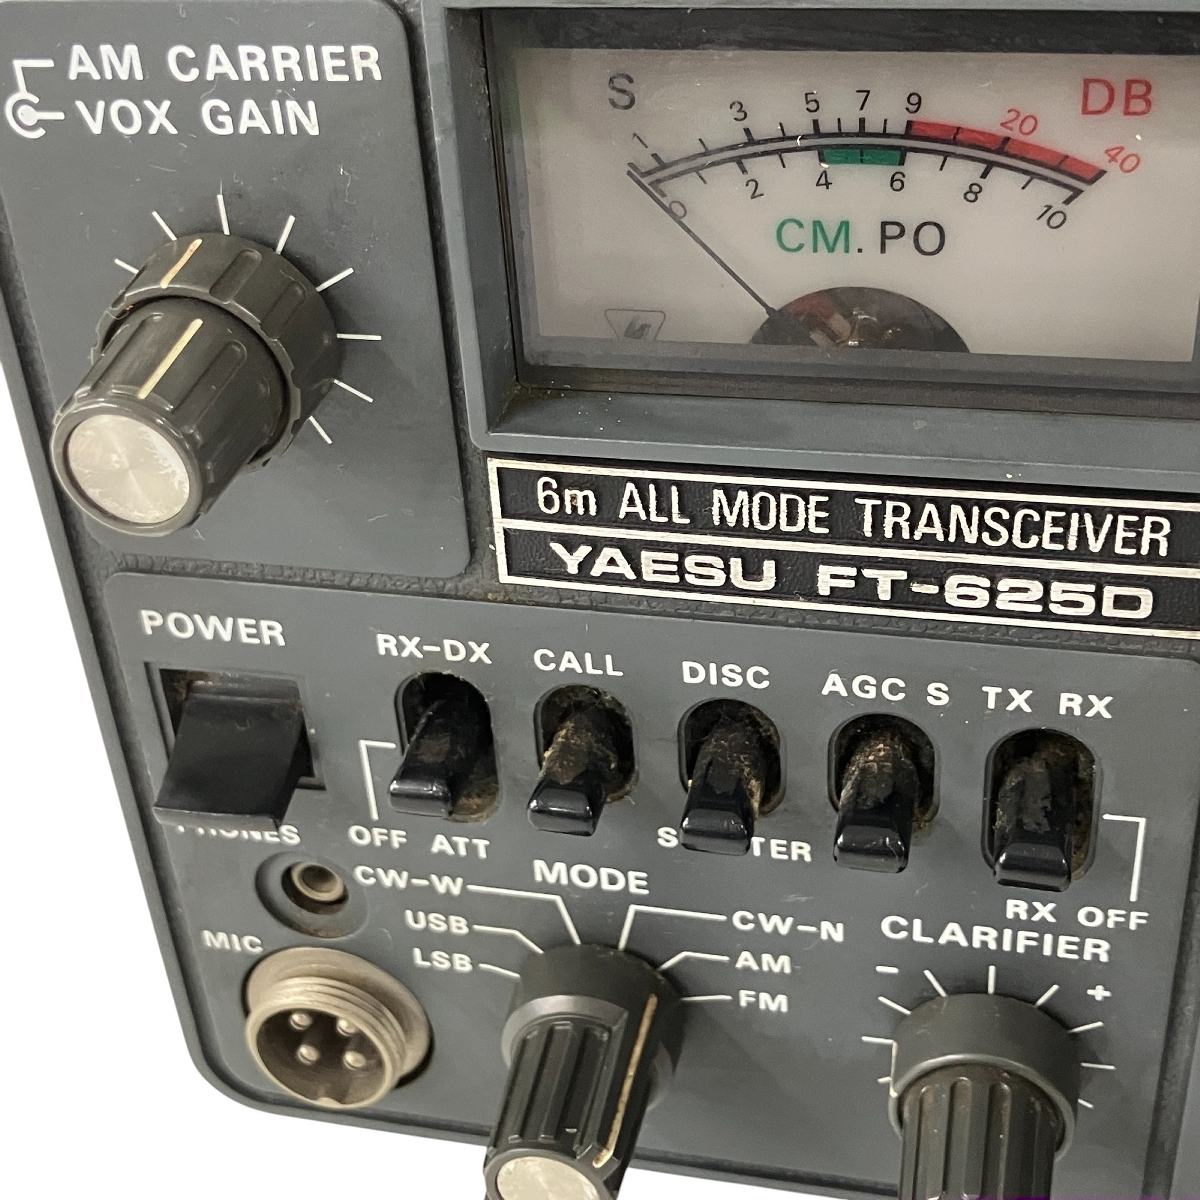 AM CARRIER
VOX GAIN
S
DB
1 3 5 7 9 20 40
0 2 4 6 8 10
CM. PO
6m ALL MODE TRANSCEIVER
YAESU FT-625D
POWER
RX-DX CALL DISC AGC S TX RX
OFF ATT
RX OFF
MODE
CW-W
USB
LSB
CW-N
AM
FM
CLARIFIER
- +
MIC